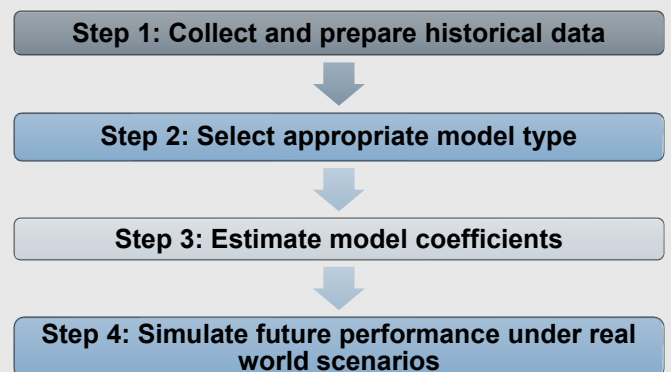 Step 1: Collect and prepare historical data
Step 2: Select appropriate model type
Step 3: Estimate model coefficients
Step 4: Simulate future performance under real
world scenarios